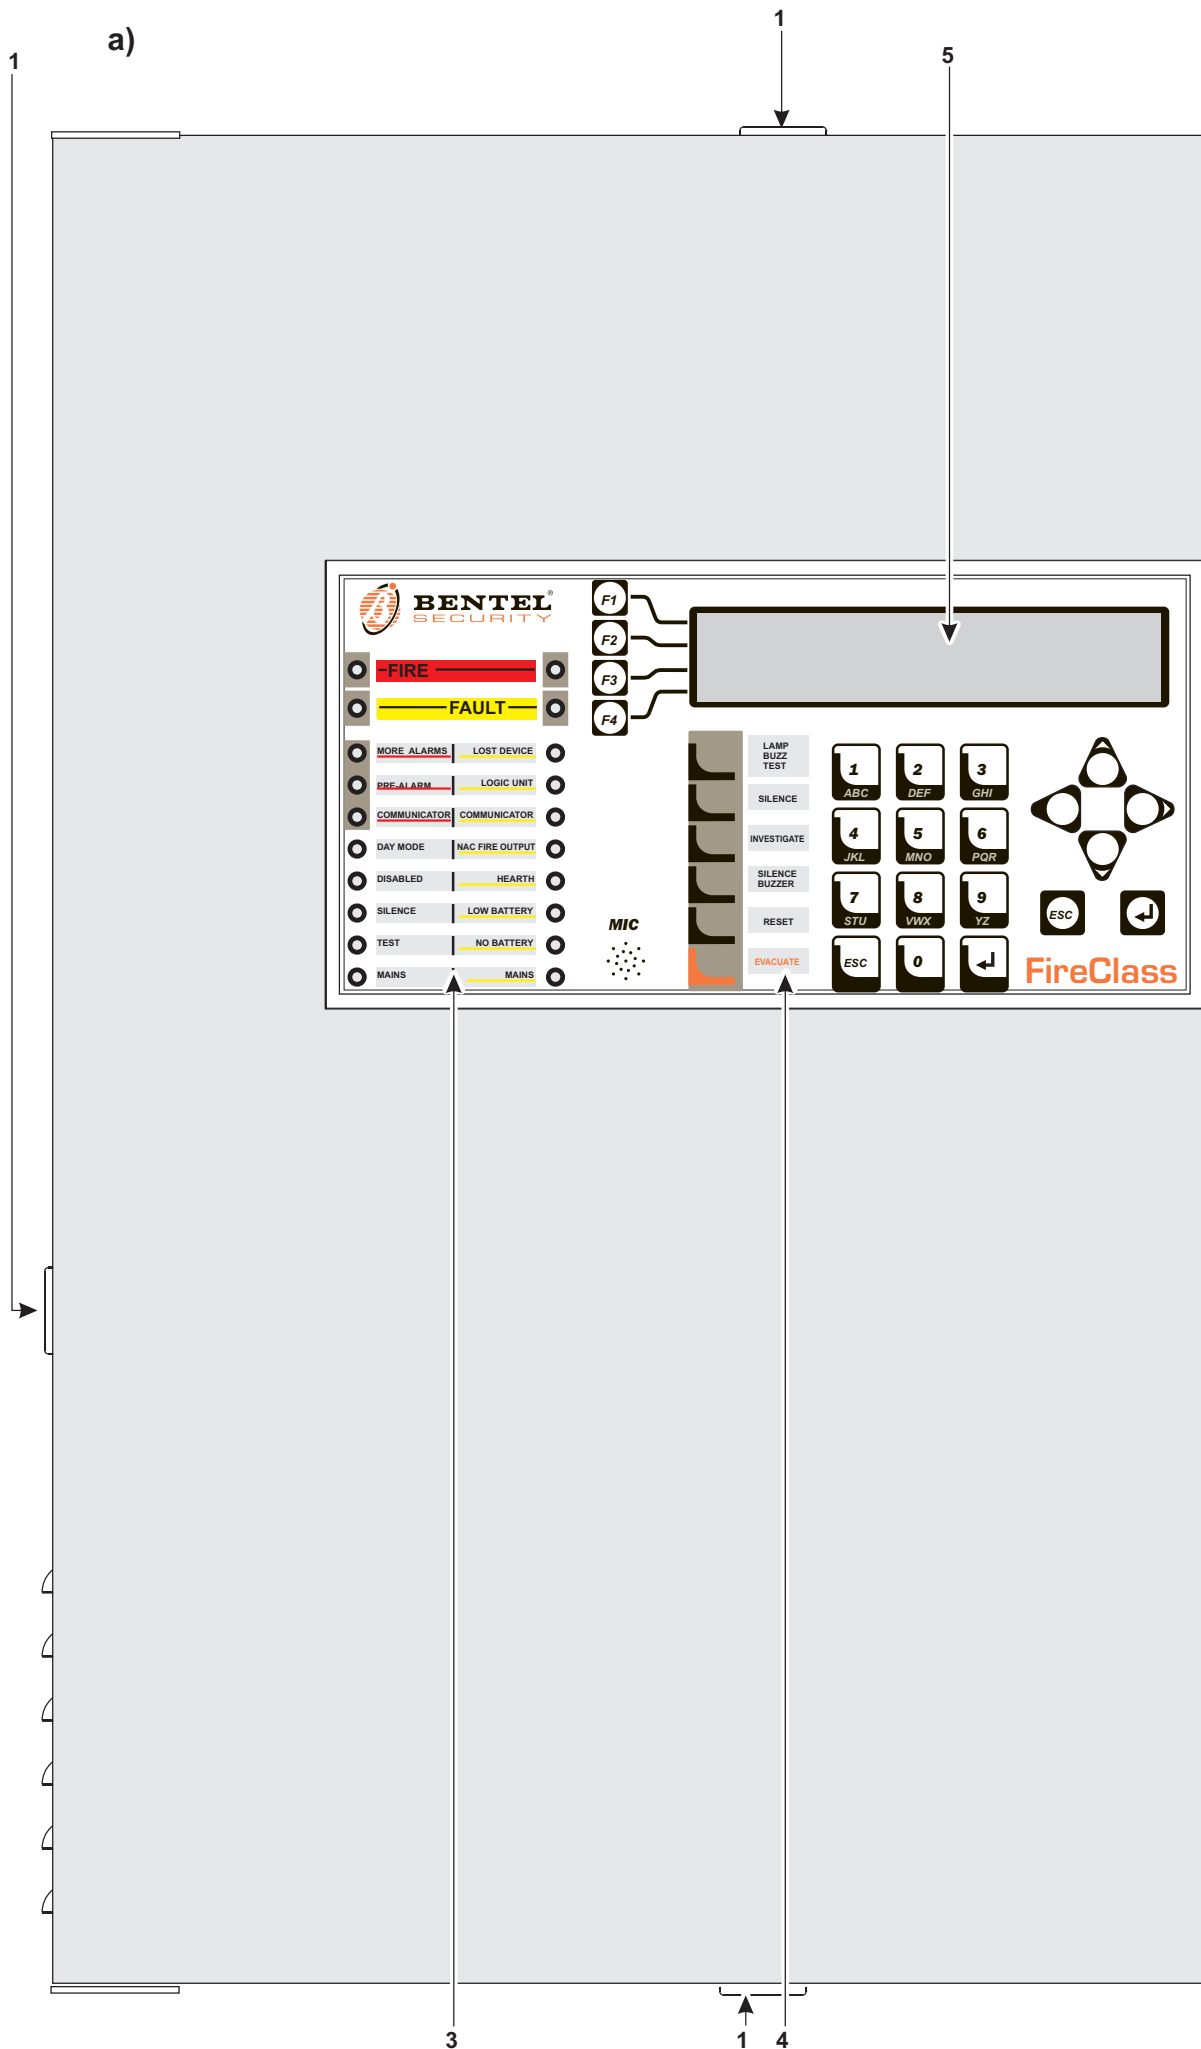 a)
1
1
5
BENTEL®
SECURITY
FIRE
FAULT
MORE ALARMS LOST DEVICE
PRE-ALARM LOGIC UNIT
COMMUNICATOR COMMUNICATOR
DAY MODE NAC FIRE OUTPUT
DISABLED HEARTH
SILENCE LOW BATTERY
TEST NO BATTERY
MAINS MAINS
F1
F2
F3
F4
MIC
LAMP
BUZZ
TEST
SILENCE
INVESTIGATE
SILENCE
BUZZER
RESET
EVACUATE
1 2 3
ABC DEF GHI
4 5 6
JKL MNO PQR
7 8 9
STU VWX YZ
ESC 0
ESC
FireClass
1
3
1
4